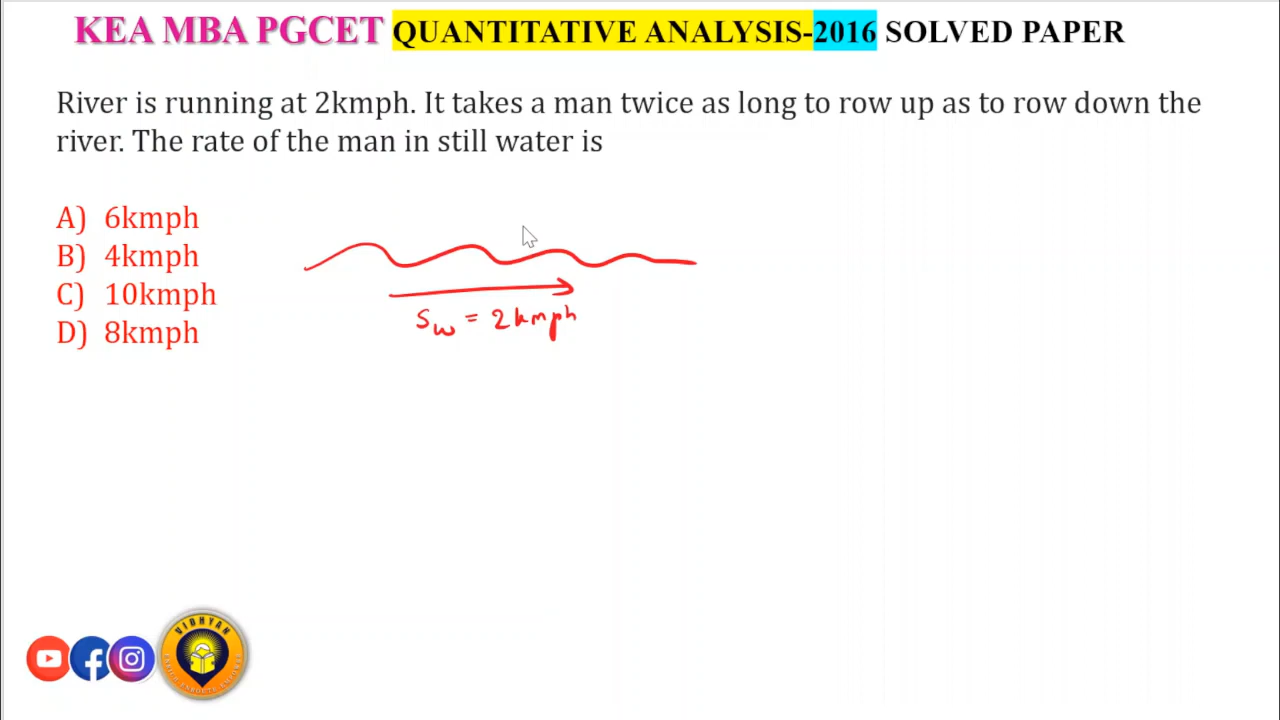 KEA MBA PGCET QUANTITATIVE ANALYSIS-2016 SOLVED PAPER
River is running at 2kmph. It takes a man twice as long to row up as to row down the
river. The rate of the man in still water is
A) 6kmph
B) 4kmph
C) 10kmph
D) 8kmph
Sw = 2kmph
VIDHYAN